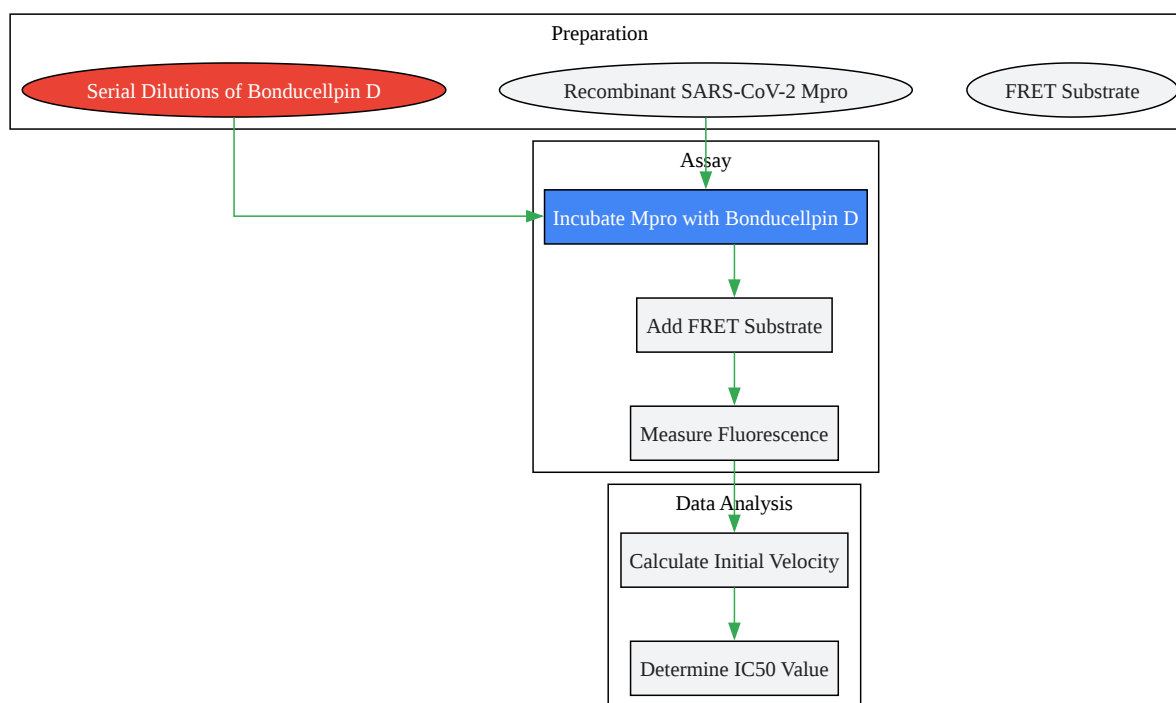 Preparation
Serial Dilutions of Bonducellpin D
Recombinant SARS-CoV-2 Mpro
FRET Substrate
Assay
Incubate Mpro with Bonducellpin D
Add FRET Substrate
Measure Fluorescence
Data Analysis
Calculate Initial Velocity
Determine IC50 Value